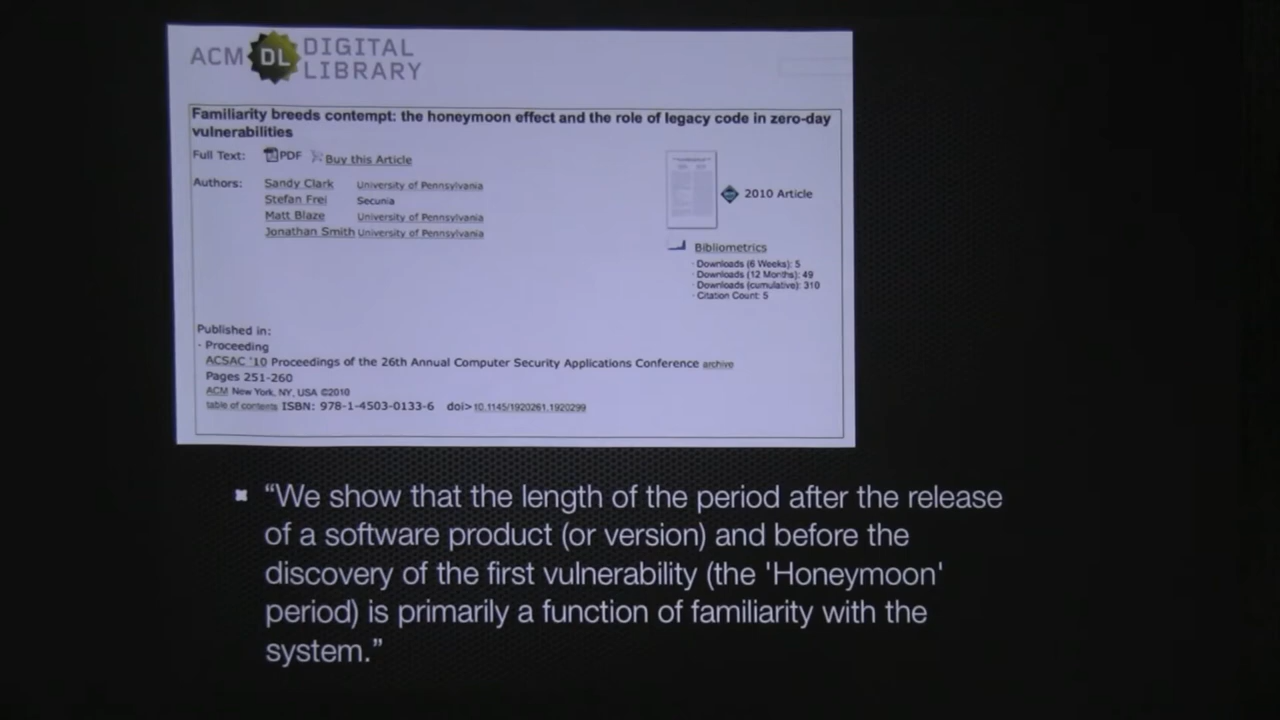 ACM DL DIGITAL LIBRARY
Familiarity breeds contempt: the honeymoon effect and the role of legacy code in zero-day
vulnerabilities
Full Text: PDF Buy this Article
Authors: Sandy Clark University of Pennsylvania
Stefan Frei Secunia
Matt Blaze University of Pennsylvania
Jonathan Smith University of Pennsylvania
2010 Article
Bibliometrics
· Downloads (6 Weeks): 5
· Downloads (12 Months): 49
· Downloads (cumulative): 310
· Citation Count: 5
Published in:
· Proceeding
ACSAC '10 Proceedings of the 26th Annual Computer Security Applications Conference archive
Pages 251-260
ACM New York, NY, USA ©2010
table of contents ISBN: 978-1-4503-0133-6 doi>10.1145/1920261.1920299
“We show that the length of the period after the release
of a software product (or version) and before the
discovery of the first vulnerability (the 'Honeymoon'
period) is primarily a function of familiarity with the
system.”